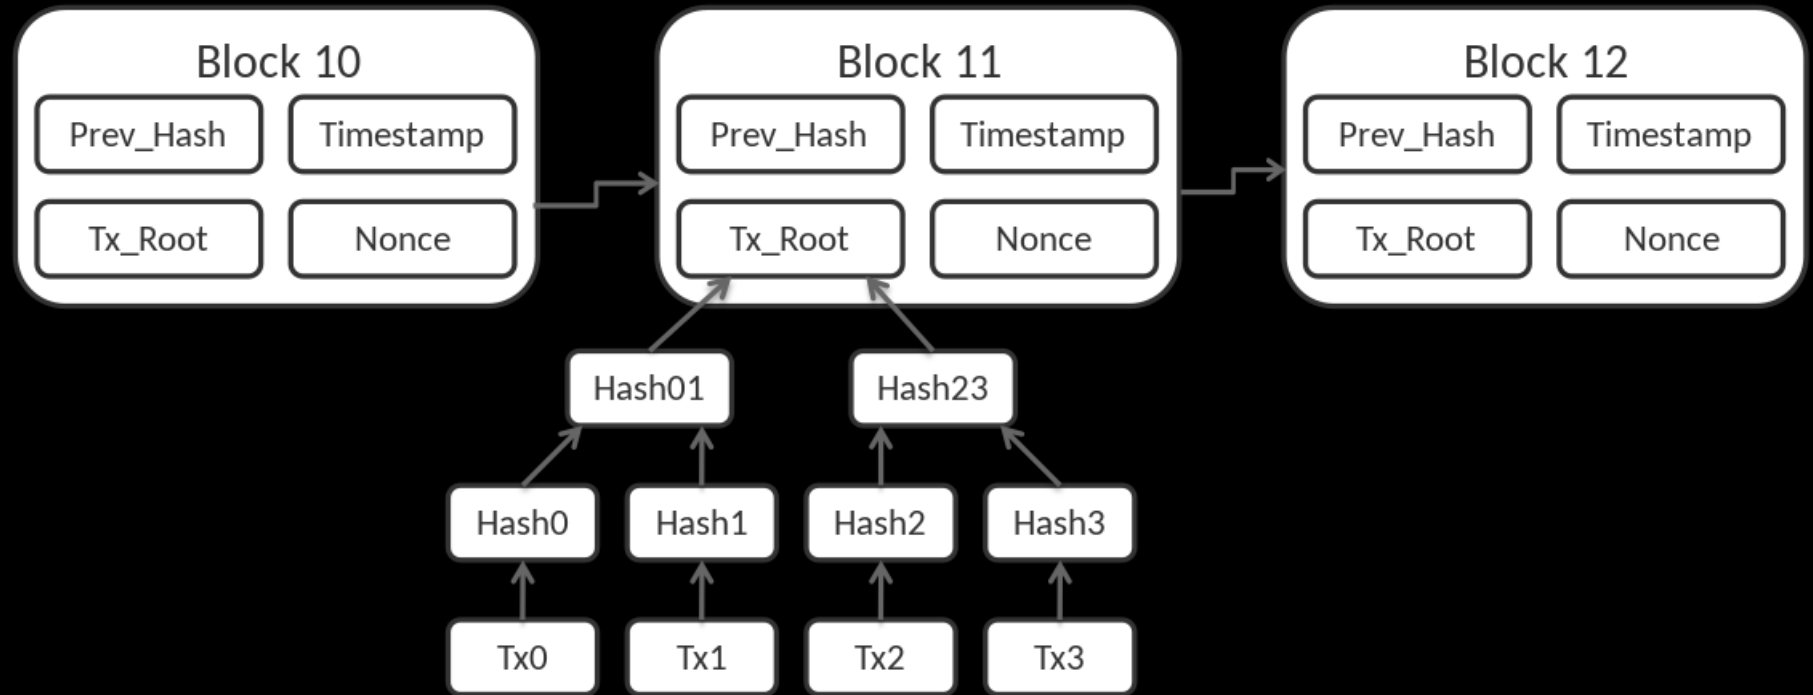 Block 10
Prev_Hash Timestamp
Tx_Root Nonce
Block 11
Prev_Hash Timestamp
Tx_Root Nonce
Block 12
Prev_Hash Timestamp
Tx_Root Nonce
Hash01 Hash23
Hash0 Hash1 Hash2 Hash3
Tx0 Tx1 Tx2 Tx3